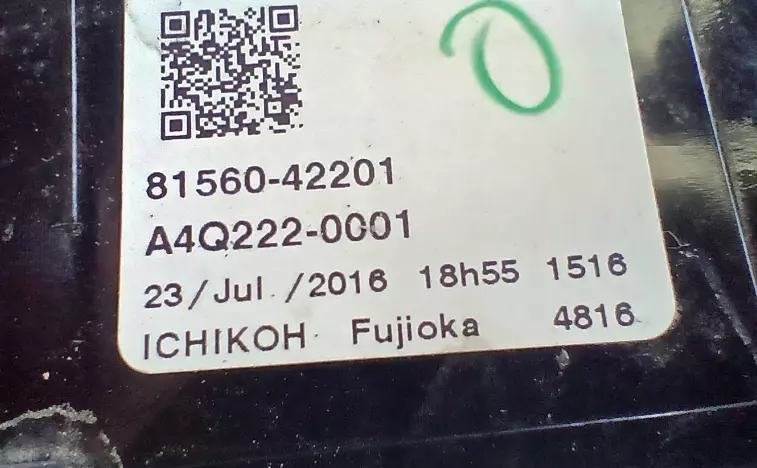 81560-42201
A4Q222-0001
23/Jul./2016 18h55 1516
ICHIKOH Fujioka 4816